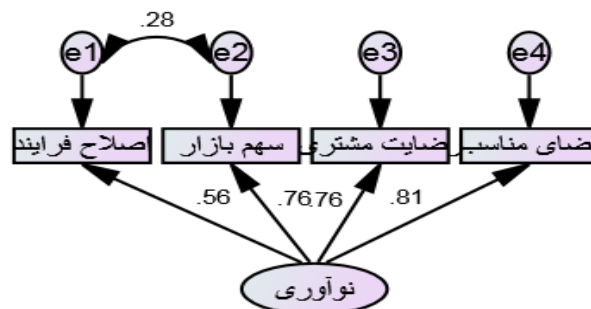 .28
e1 e2 e3 e4
اصلاح فرایند سهم بازار ضایت مشتری ضای مناسب
.56 .76 .76 .81
نوآوری